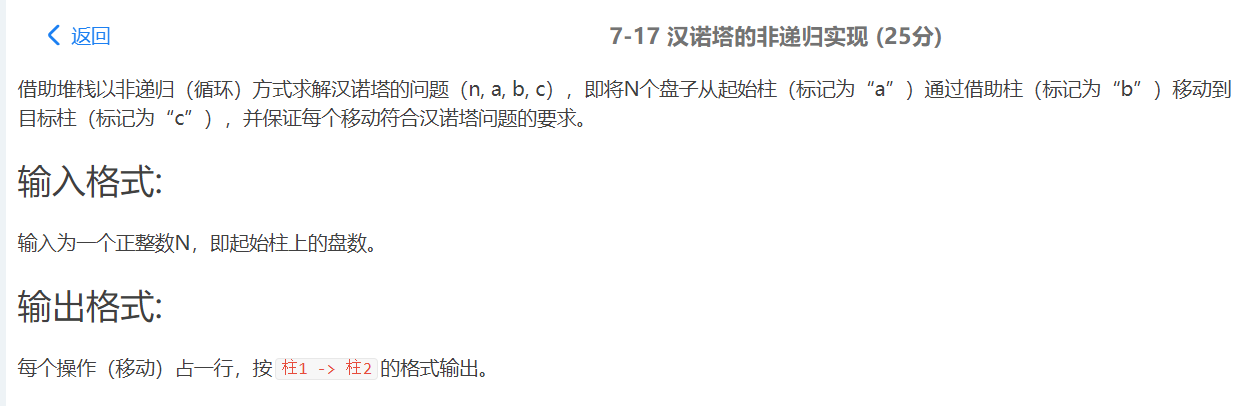 返回
7-17 汉诺塔的非递归实现 (25分)
借助堆栈以非递归（循环）方式求解汉诺塔的问题（n, a, b, c），即将N个盘子从起始柱（标记为“a”）通过借助柱（标记为“b”）移动到
目标柱（标记为“c”），并保证每个移动符合汉诺塔问题的要求。
输入格式:
输入为一个正整数N，即起始柱上的盘数。
输出格式:
每个操作（移动）占一行，按 柱1 -> 柱2 的格式输出。